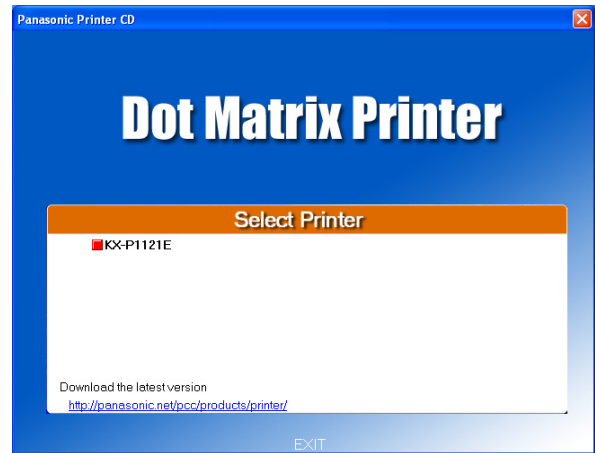 Panasonic Printer CD
Dot Matrix Printer
Select Printer
KX-P1121E
Download the latest version
http://panasonic.net/pcc/products/printer/
EXIT